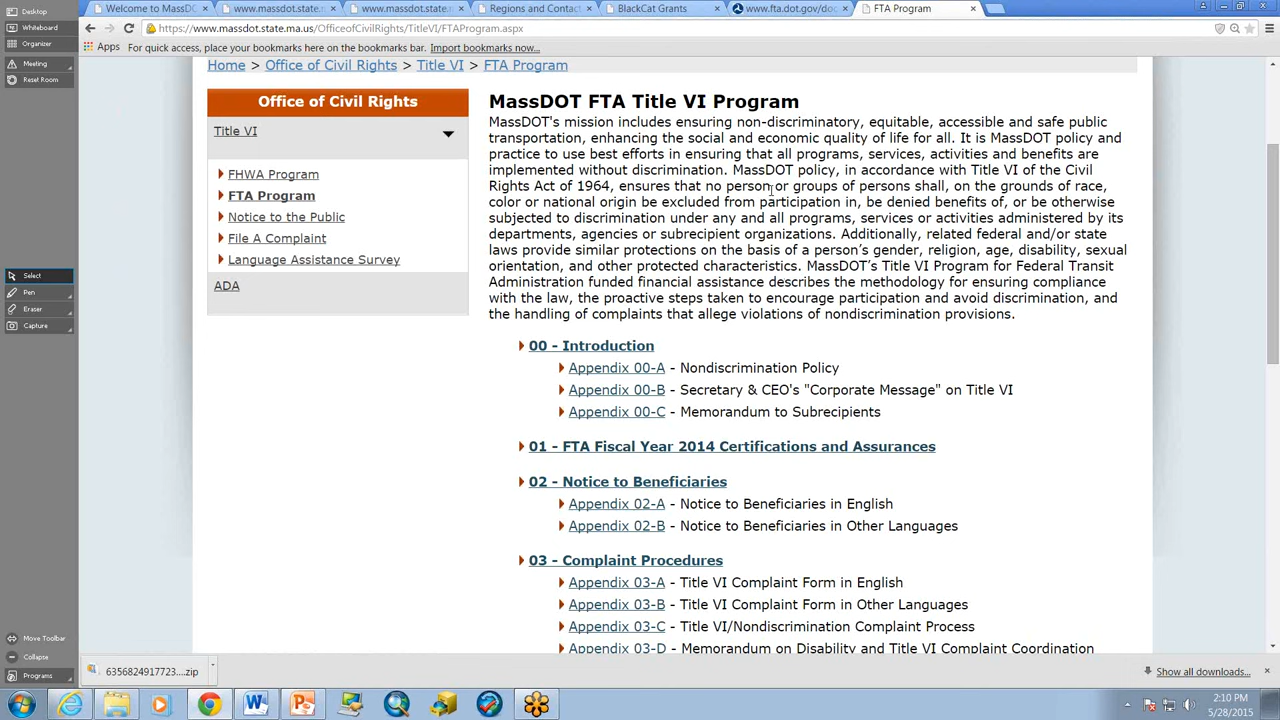 Desktop
Whiteboard
Organizer
Meeting
Reset Room
Select
Pen
Eraser
Capture
Move Toolbar
Collapse
Programs
Welcome to MassDO
www.massdot.state.
www.massdot.state.
Regions and Contact
BlackCat Grants
www.fta.dot.gov/doc
FTA Program
https://www.massdot.state.ma.us/OfficeofCivilRights/TitleVI/FTAProgram.aspx
Apps For quick access, place your bookmarks here on the bookmarks bar. Import bookmarks now...
Home > Office of Civil Rights > Title VI > FTA Program
Office of Civil Rights
Title VI
FHWA Program
FTA Program
Notice to the Public
File A Complaint
Language Assistance Survey
ADA
MassDOT FTA Title VI Program
MassDOT's mission includes ensuring non-discriminatory, equitable, accessible and safe public
transportation, enhancing the social and economic quality of life for all. It is MassDOT policy and
practice to use best efforts in ensuring that all programs, services, activities and benefits are
implemented without discrimination. MassDOT policy, in accordance with Title VI of the Civil
Rights Act of 1964, ensures that no person or groups of persons shall, on the grounds of race,
color or national origin be excluded from participation in, be denied benefits of, or be otherwise
subjected to discrimination under any and all programs, services or activities administered by its
departments, agencies or subrecipient organizations. Additionally, related federal and/or state
laws provide similar protections on the basis of a person’s gender, religion, age, disability, sexual
orientation, and other protected characteristics. MassDOT’s Title VI Program for Federal Transit
Administration funded financial assistance describes the methodology for ensuring compliance
with the law, the proactive steps taken to encourage participation and avoid discrimination, and
the handling of complaints that allege violations of nondiscrimination provisions.
00 - Introduction
Appendix 00-A - Nondiscrimination Policy
Appendix 00-B - Secretary & CEO's "Corporate Message" on Title VI
Appendix 00-C - Memorandum to Subrecipients
01 - FTA Fiscal Year 2014 Certifications and Assurances
02 - Notice to Beneficiaries
Appendix 02-A - Notice to Beneficiaries in English
Appendix 02-B - Notice to Beneficiaries in Other Languages
03 - Complaint Procedures
Appendix 03-A - Title VI Complaint Form in English
Appendix 03-B - Title VI Complaint Form in Other Languages
Appendix 03-C - Title VI/Nondiscrimination Complaint Process
Appendix 03-D - Memorandum on Disability and Title VI Complaint Coordination
6356824917723....zip
Show all downloads...
2:10 PM
5/28/2015